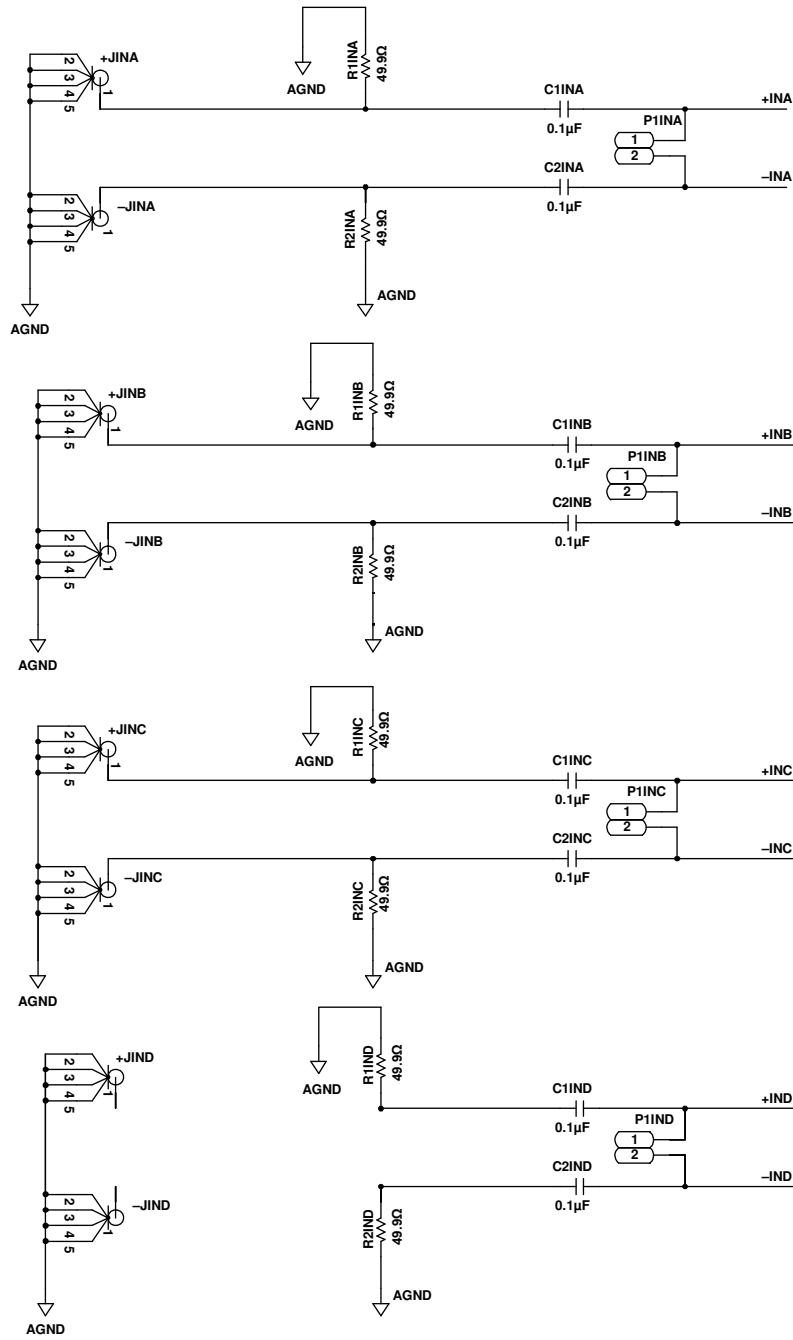 +JINA
2
3
4
5
1
AGND
R1INA
49.9Ω
C1INA
0.1µF
P1INA
1
2
+INA
–JINA
2
3
4
5
1
AGND
R2INA
49.9Ω
AGND
C2INA
0.1µF
–INA
+JINB
2
3
4
5
1
AGND
R1INB
49.9Ω
C1INB
0.1µF
P1INB
1
2
+INB
–JINB
2
3
4
5
1
AGND
R2INB
49.9Ω
AGND
C2INB
0.1µF
–INB
+JINC
2
3
4
5
1
AGND
R1INC
49.9Ω
C1INC
0.1µF
P1INC
1
2
+INC
–JINC
2
3
4
5
1
AGND
R2INC
49.9Ω
AGND
C2INC
0.1µF
–INC
+JIND
2
3
4
5
1
AGND
R1IND
49.9Ω
C1IND
0.1µF
P1IND
1
2
+IND
–JIND
2
3
4
5
1
AGND
R2IND
49.9Ω
AGND
C2IND
0.1µF
–IND